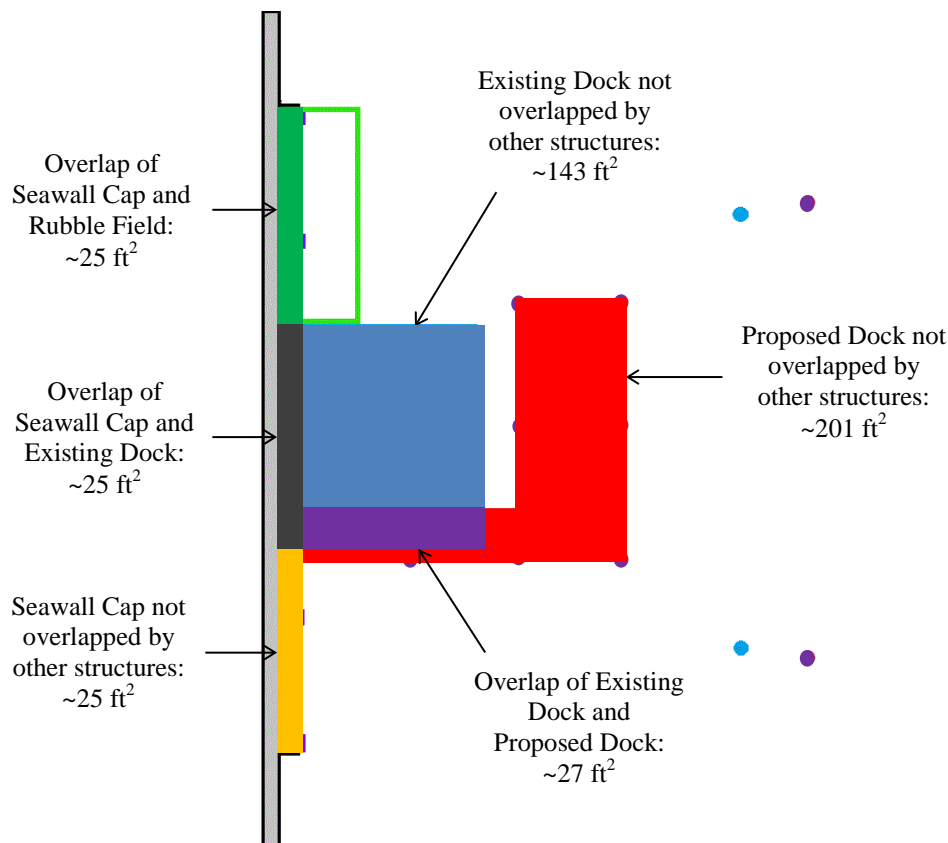 Existing Dock not
overlapped by
other structures:
~143 ft²
Overlap of
Seawall Cap and
Rubble Field:
~25 ft²
Proposed Dock not
overlapped by
other structures:
~201 ft²
Overlap of
Seawall Cap and
Existing Dock:
~25 ft²
Seawall Cap not
overlapped by
other structures:
~25 ft²
Overlap of Existing
Dock and
Proposed Dock:
~27 ft²